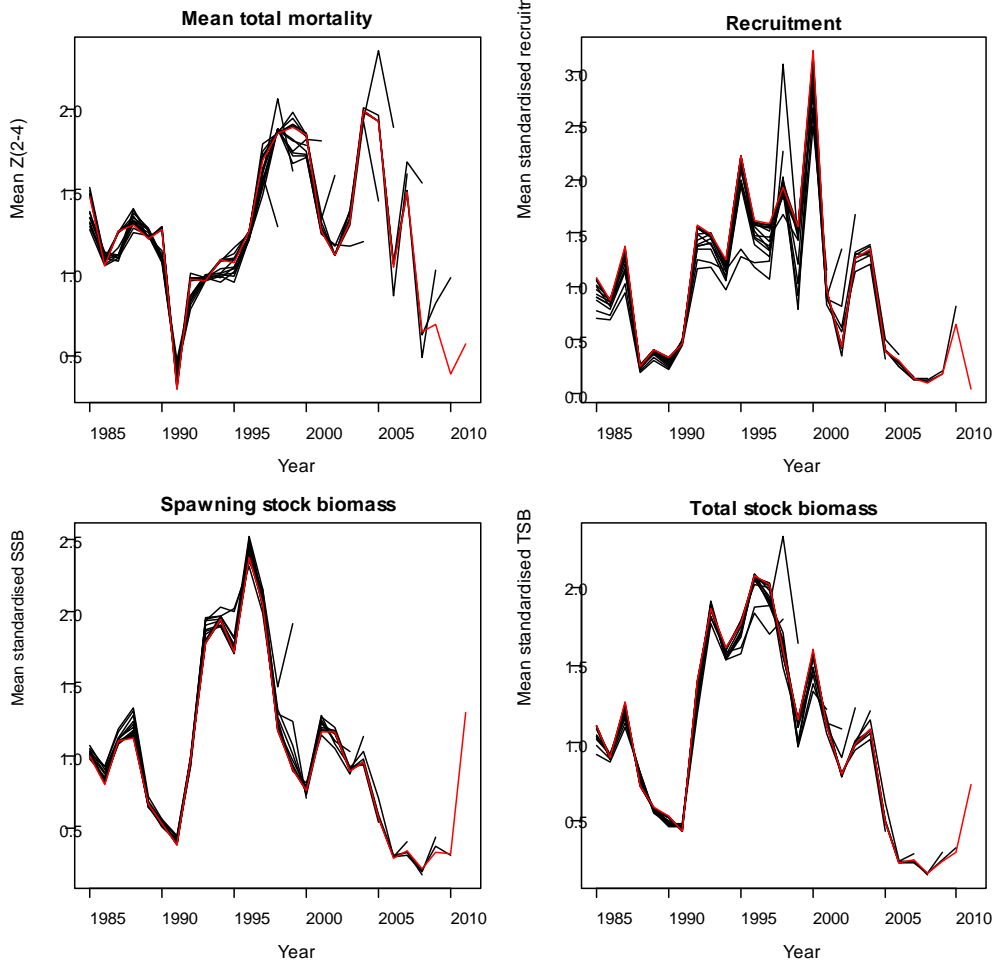 Mean total mortality
Mean Z(2-4)
2.0
1.5
1.0
0.5
1985 1990 1995 2000 2005 2010
Year
Recruitment
Mean standardised recruitm
3.0
2.5
2.0
1.5
1.0
0.5
0.0
1985 1990 1995 2000 2005 2010
Year
Spawning stock biomass
Mean standardised SSB
2.5
2.0
1.5
1.0
0.5
1985 1990 1995 2000 2005 2010
Year
Total stock biomass
Mean standardised TSB
2.0
1.5
1.0
0.5
1985 1990 1995 2000 2005 2010
Year